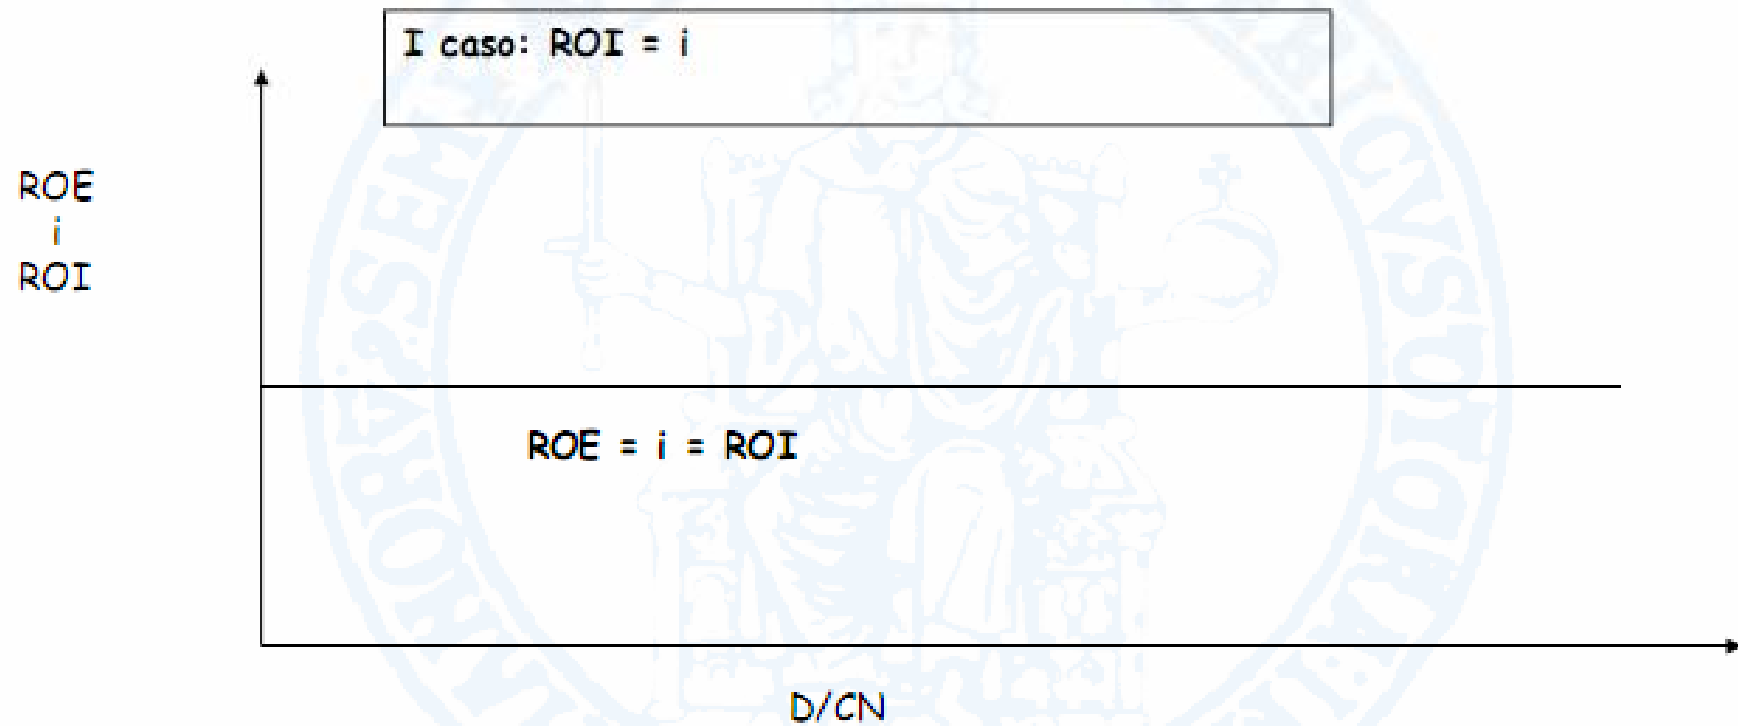 I caso: ROI = i
ROE
i
ROI
ROE = i = ROI
D/CN